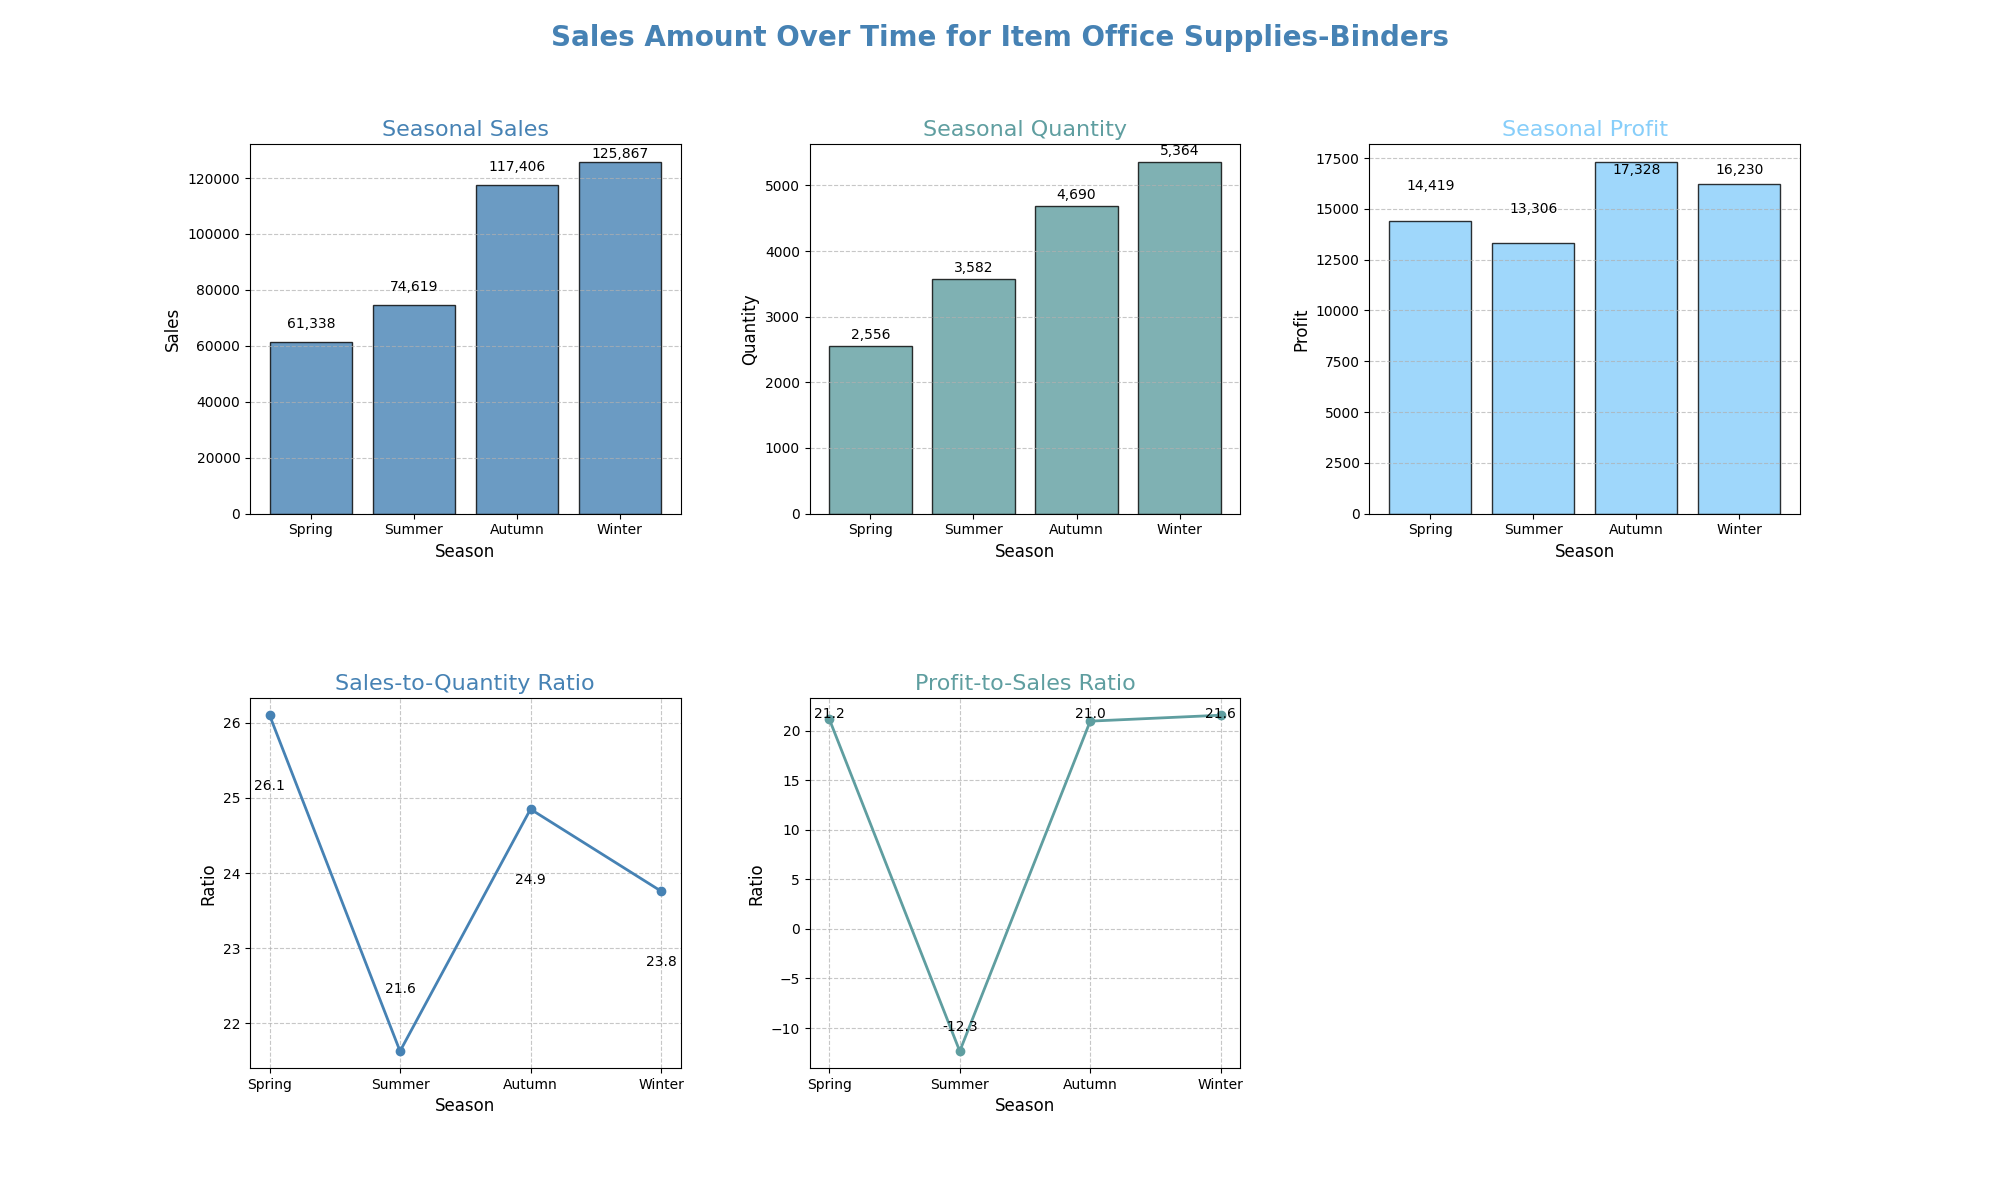 Sales Amount Over Time for Item Office Supplies-Binders
Seasonal Sales
120000
100000
80000
60000
40000
20000
0
Sales
61,338
74,619
117,406
125,867
Spring
Summer
Autumn
Winter
Season
Seasonal Quantity
5000
4000
3000
2000
1000
0
Quantity
2,556
3,582
4,690
5,364
Spring
Summer
Autumn
Winter
Season
Seasonal Profit
17500
15000
12500
10000
7500
5000
2500
0
Profit
14,419
13,306
17,328
16,230
Spring
Summer
Autumn
Winter
Season
Sales-to-Quantity Ratio
26
25
24
23
22
Ratio
26.1
21.6
24.9
23.8
Spring
Summer
Autumn
Winter
Season
Profit-to-Sales Ratio
20
15
10
5
0
−5
−10
Ratio
21.2
-12.3
21.0
21.6
Spring
Summer
Autumn
Winter
Season